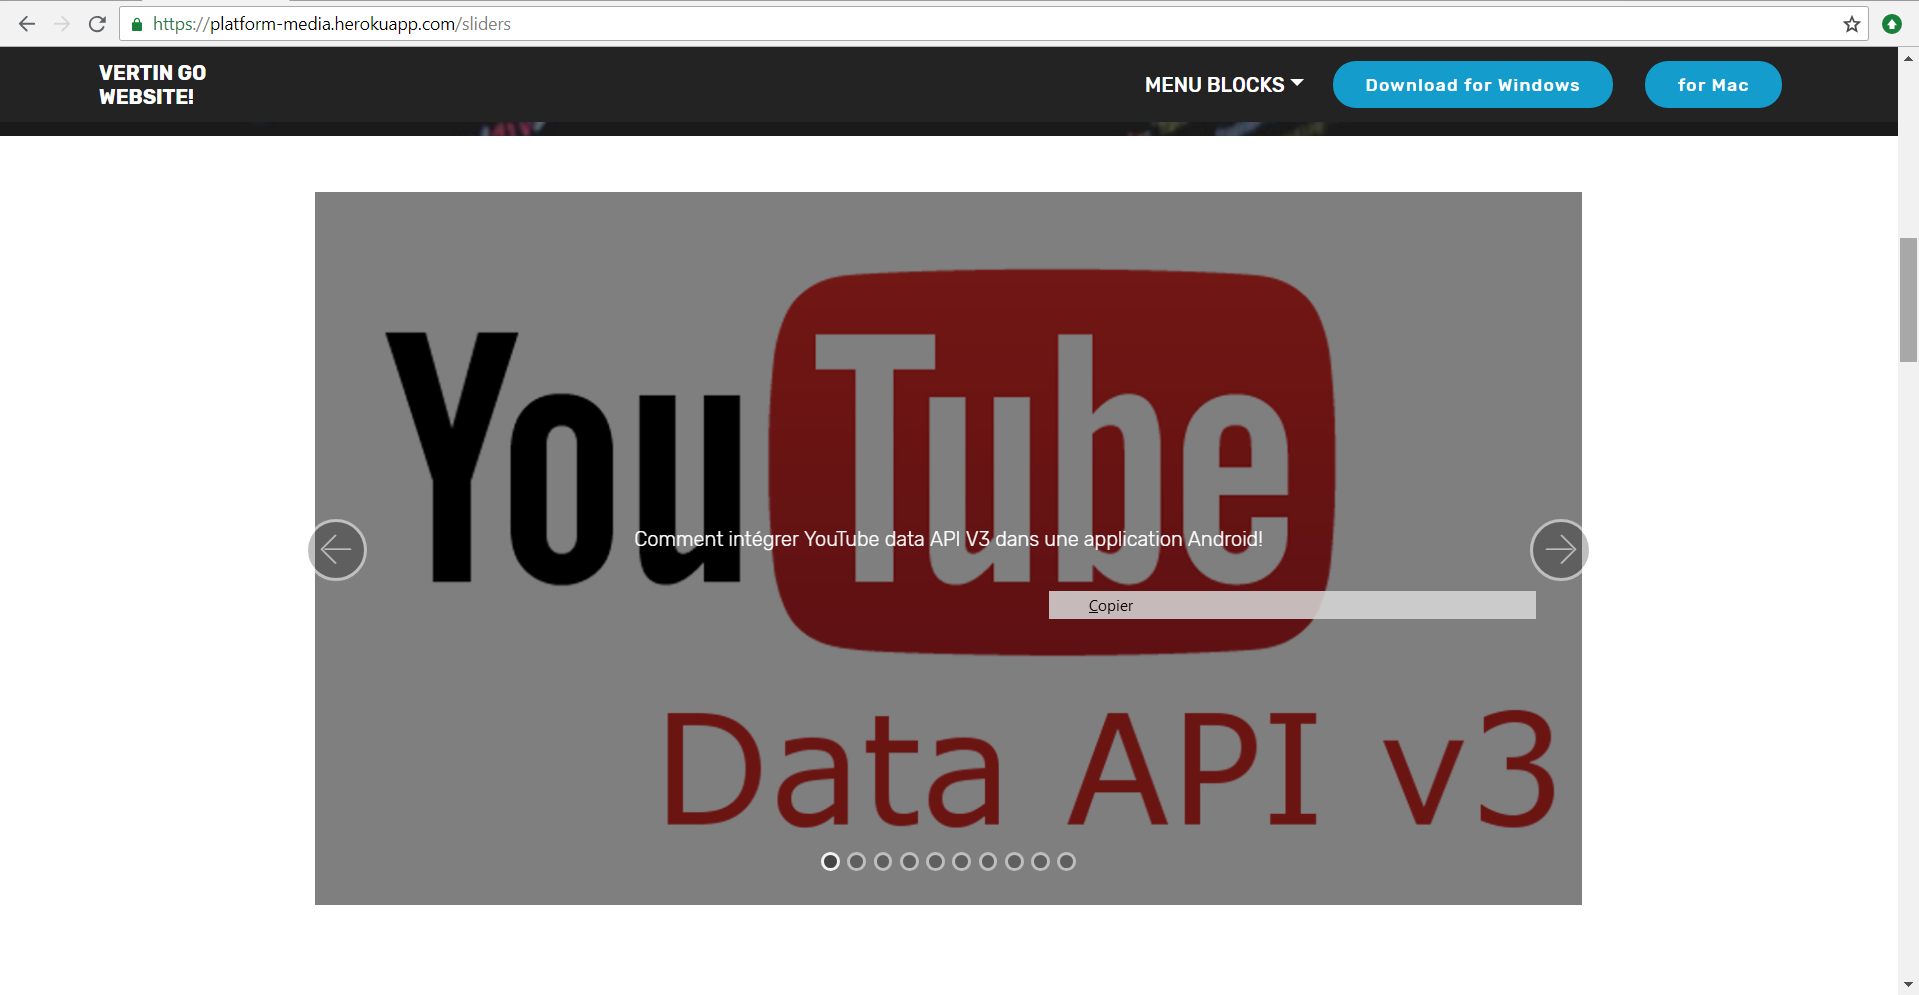 https://platform-media.herokuapp.com/sliders
VERTIN GO
WEBSITE!
MENU BLOCKS
Download for Windows
for Mac
YouTube
Comment intégrer YouTube data API V3 dans une application Android!
Copier
Data API v3